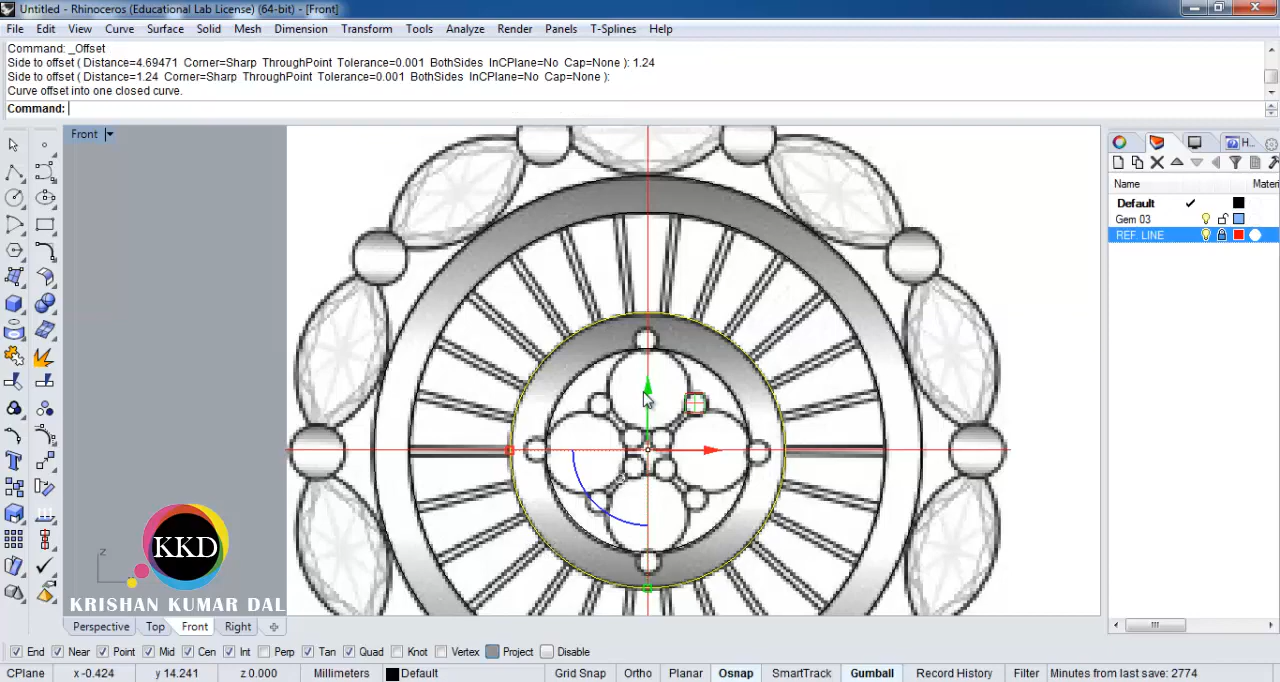 Untitled - Rhinoceros (Educational Lab License) (64-bit) - [Front]
File Edit View Curve Surface Solid Mesh Dimension Transform Tools Analyze Render Panels T-Splines Help
Command: _Offset
Side to offset ( Distance=4.69471 Corner=Sharp ThroughPoint Tolerance=0.001 BothSides InCPlane=No Cap=None ): 1.24
Side to offset ( Distance=1.24 Corner=Sharp ThroughPoint Tolerance=0.001 BothSides InCPlane=No Cap=None ):
Curve offset into one closed curve.
Command:
Front
H...
Name Mater
Default
Gem 03
REF LINE
KKD
z
KRISHAN KUMAR DAL
Perspective Top Front Right
End Near Point Mid Cen Int Perp Tan Quad Knot Vertex Project Disable
CPlane x -0.424 y 14.241 z 0.000 Millimeters Default Grid Snap Ortho Planar Osnap SmartTrack Gumball Record History Filter Minutes from last save: 2774